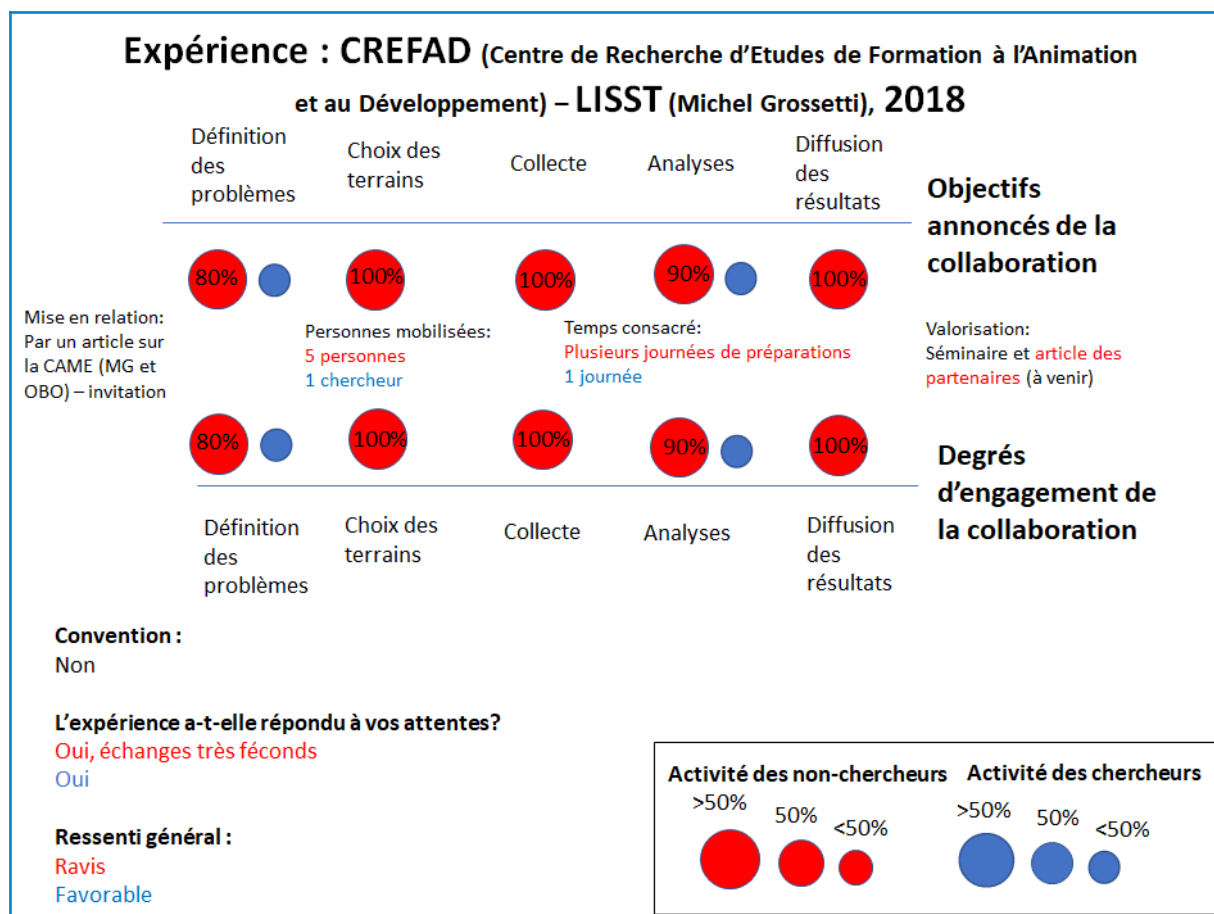 Expérience : CREFAD (Centre de Recherche d'Etudes de Formation à l'Animation
et au Développement) – LISST (Michel Grossetti), 2018
Définition
des
problèmes
Choix des
terrains
Collecte
Analyses
Diffusion
des
résultats
Objectifs
annoncés de la
collaboration
80%
100%
100%
90%
100%
Mise en relation:
Par un article sur
la CAME (MG et
OBO) – invitation
Personnes mobilisées:
5 personnes
1 chercheur
Temps consacré:
Plusieurs journées de préparations
1 journée
Valorisation:
Séminaire et article des
partenaires (à venir)
80%
100%
100%
90%
100%
Degrés
d'engagement de
la collaboration
Définition
des
problèmes
Choix des
terrains
Collecte
Analyses
Diffusion
des
résultats
Convention :
Non
L'expérience a-t-elle répondu à vos attentes?
Oui, échanges très féconds
Oui
Ressenti général :
Ravis
Favorable
Activité des non-chercheurs
>50%
50%
<50%
Activité des chercheurs
>50%
50%
<50%